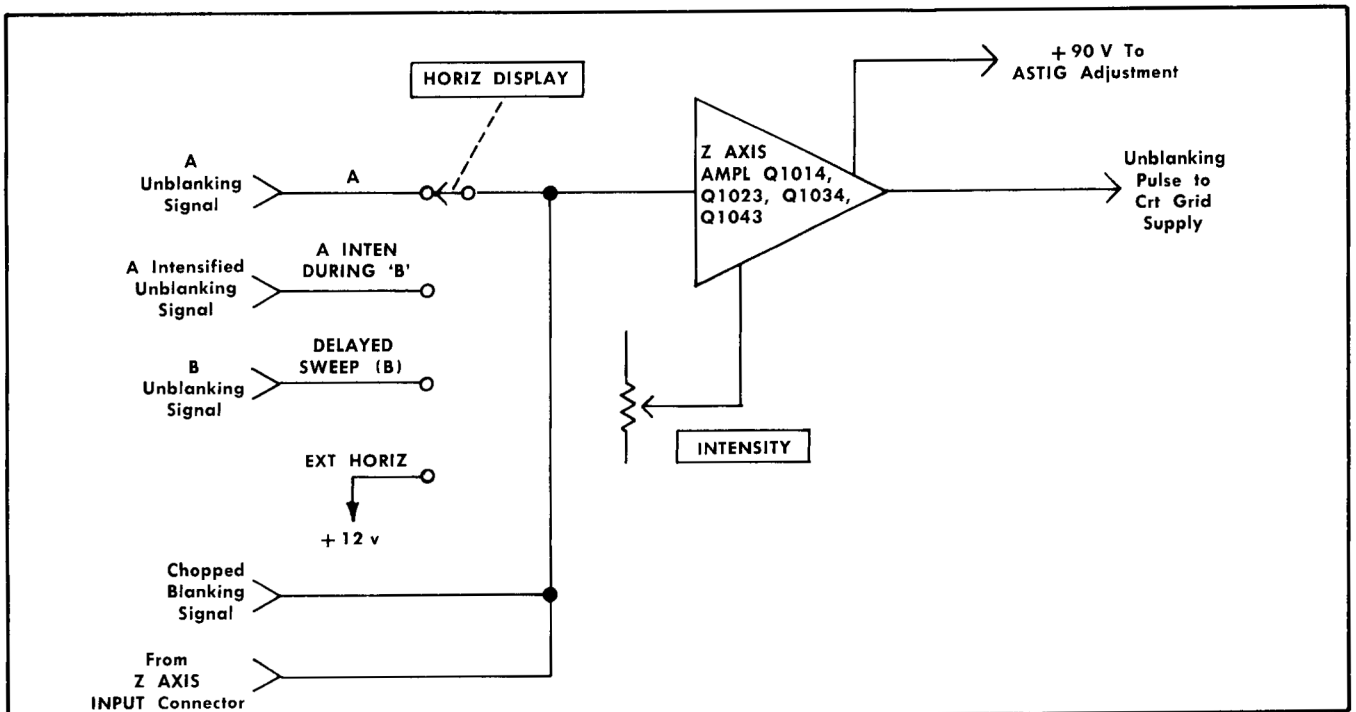 HORIZ DISPLAY
+ 90 V To
ASTIG Adjustment
A
Unblanking
Signal
A
Z AXIS
AMPL Q1014,
Q1023, Q1034,
Q1043
Unblanking
Pulse to
Crt Grid
Supply
A Intensified
Unblanking
Signal
A INTEN
DURING 'B'
B
Unblanking
Signal
DELAYED
SWEEP (B)
INTENSITY
EXT HORIZ
+ 12 v
Chopped
Blanking
Signal
From
Z AXIS
INPUT Connector